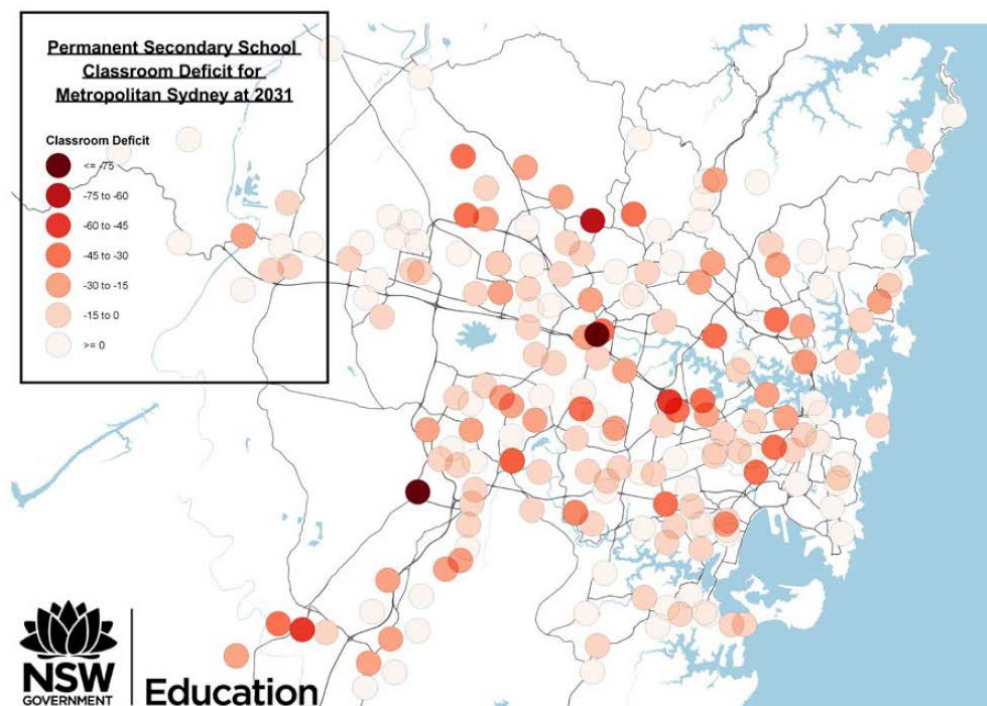 Permanent Secondary School
Classroom Deficit for
Metropolitan Sydney at 2031
Classroom Deficit
<= -75
-75 to -60
-60 to -45
-45 to -30
-30 to -15
-15 to 0
>= 0
NSW
GOVERNMENT
Education